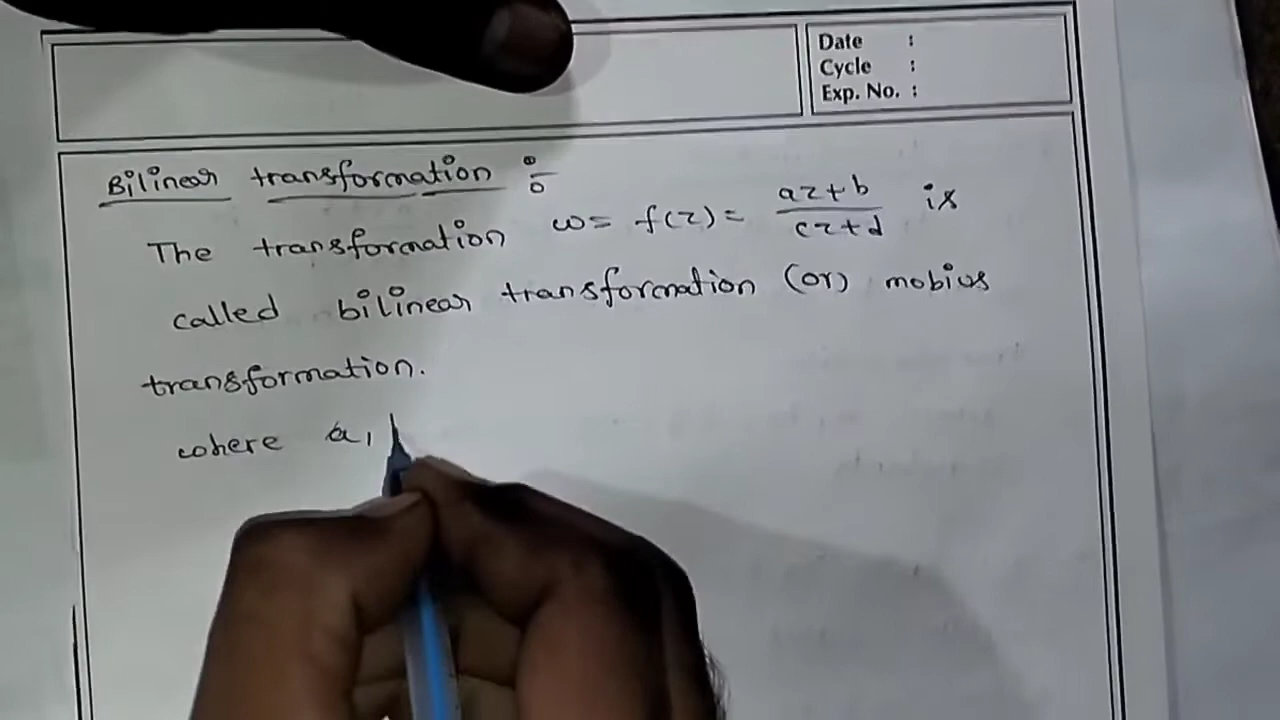 Date :
Cycle :
Exp. No. :
Bilinear transformation :-
The transformation w = f(z) = az+b / cz+d is
called bilinear transformation (or) mobius
transformation.
where a,